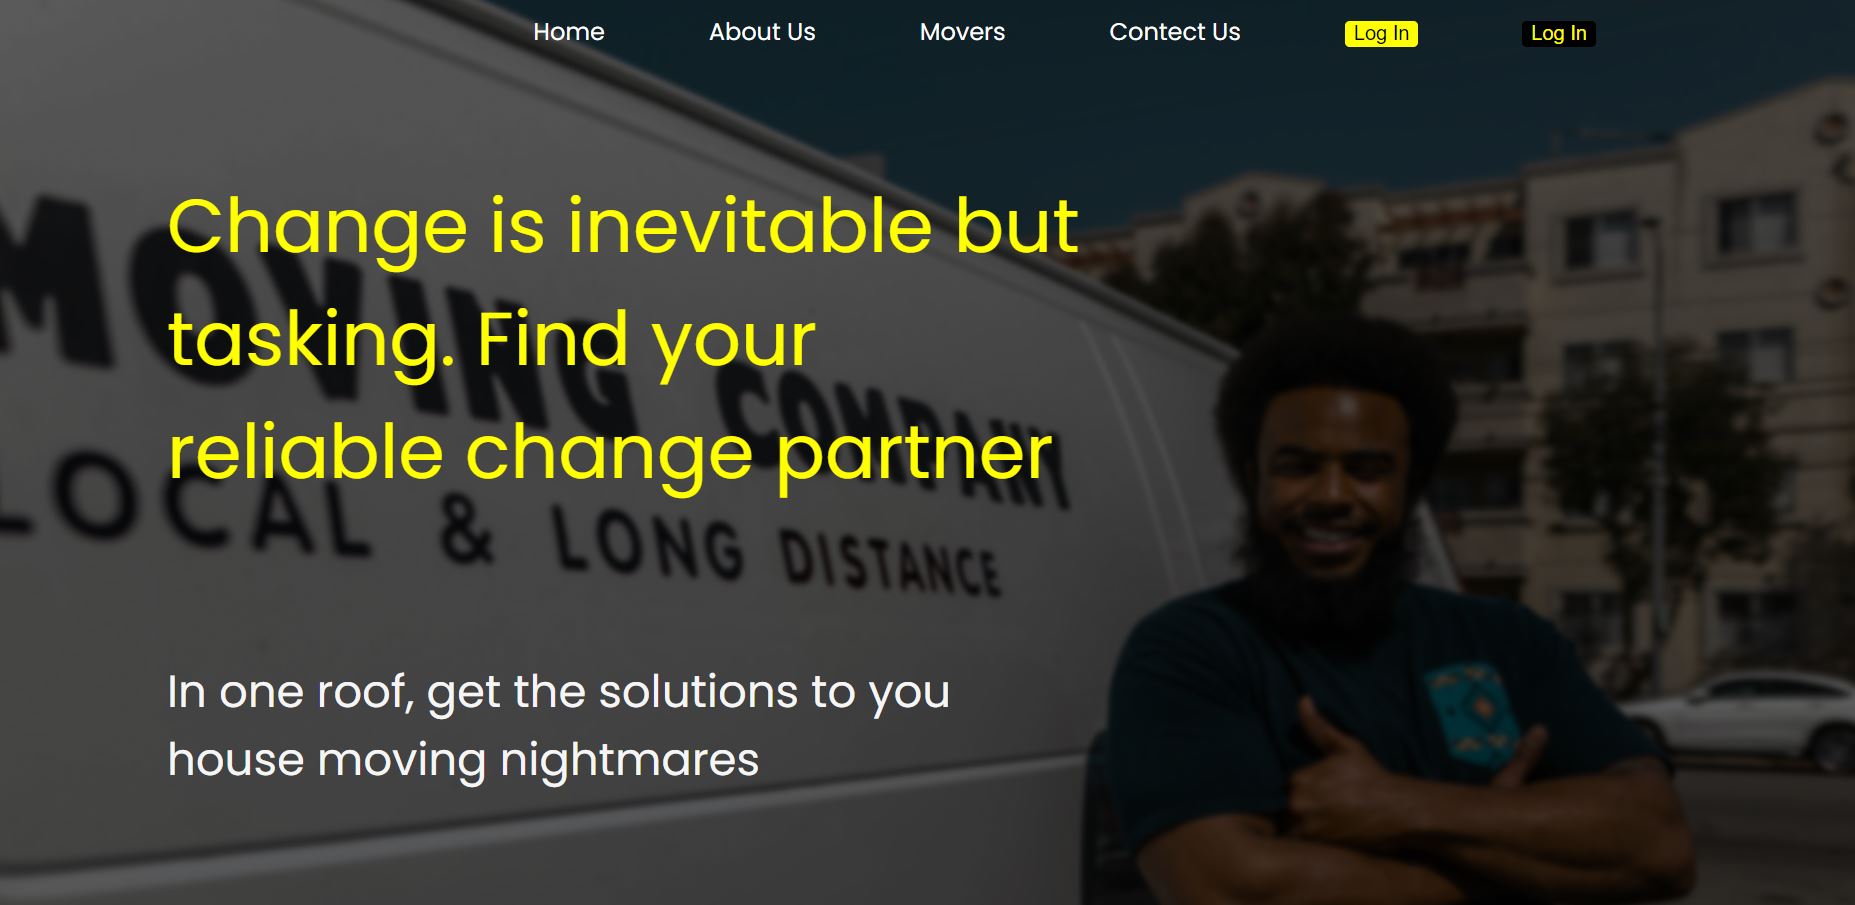 Home About Us Movers Contect Us Log In Log In
Change is inevitable but
tasking. Find your
reliable change partner
MOVING COMPANY
LOCAL & LONG DISTANCE
In one roof, get the solutions to you
house moving nightmares